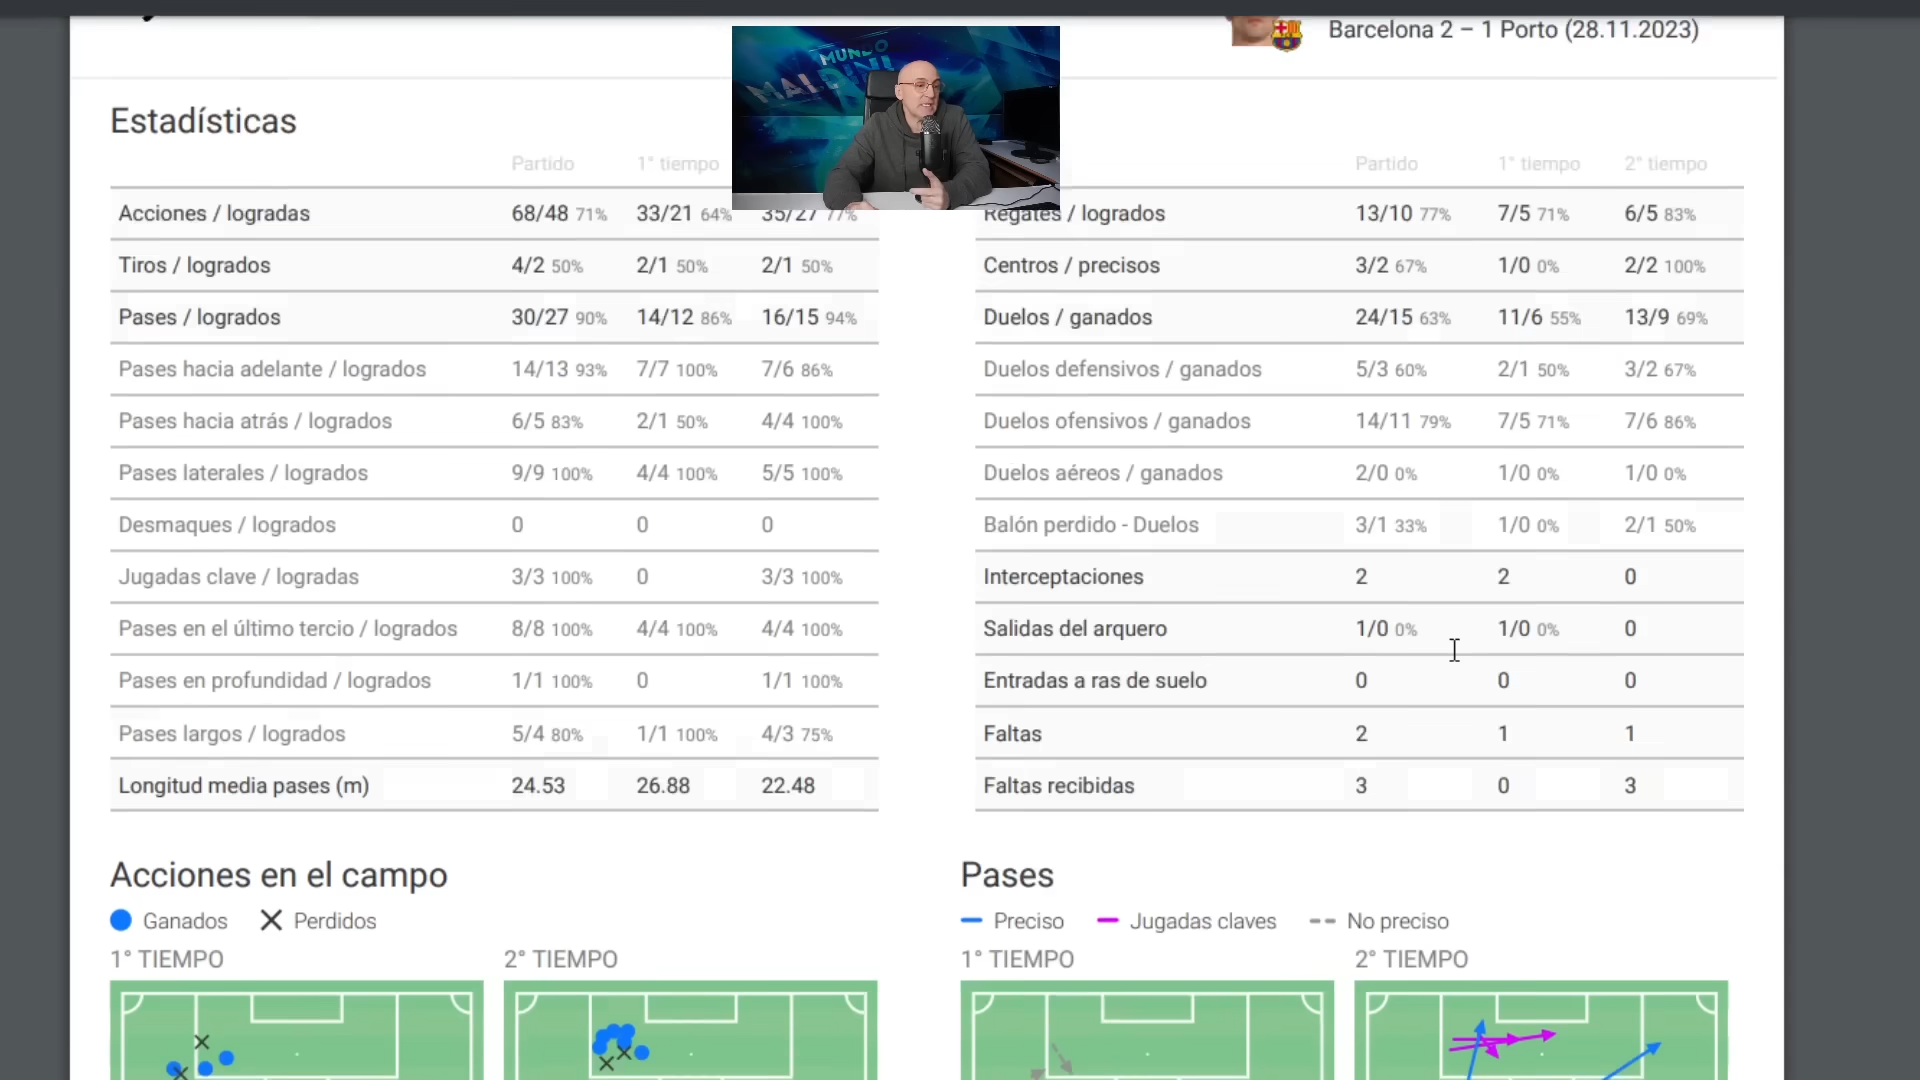 Barcelona 2 – 1 Porto (28.11.2023)
MUNDO
MALDINI
Estadísticas
Partido 1° tiempo
Acciones / logradas 68/48 71% 33/21 64% 35/27 77%
Tiros / logrados 4/2 50% 2/1 50% 2/1 50%
Pases / logrados 30/27 90% 14/12 86% 16/15 94%
Pases hacia adelante / logrados 14/13 93% 7/7 100% 7/6 86%
Pases hacia atrás / logrados 6/5 83% 2/1 50% 4/4 100%
Pases laterales / logrados 9/9 100% 4/4 100% 5/5 100%
Desmaques / logrados 0 0 0
Jugadas clave / logradas 3/3 100% 0 3/3 100%
Pases en el último tercio / logrados 8/8 100% 4/4 100% 4/4 100%
Pases en profundidad / logrados 1/1 100% 0 1/1 100%
Pases largos / logrados 5/4 80% 1/1 100% 4/3 75%
Longitud media pases (m) 24.53 26.88 22.48
Partido 1° tiempo 2° tiempo
Regates / logrados 13/10 77% 7/5 71% 6/5 83%
Centros / precisos 3/2 67% 1/0 0% 2/2 100%
Duelos / ganados 24/15 63% 11/6 55% 13/9 69%
Duelos defensivos / ganados 5/3 60% 2/1 50% 3/2 67%
Duelos ofensivos / ganados 14/11 79% 7/5 71% 7/6 86%
Duelos aéreos / ganados 2/0 0% 1/0 0% 1/0 0%
Balón perdido - Duelos 3/1 33% 1/0 0% 2/1 50%
Interceptaciones 2 2 0
Salidas del arquero 1/0 0% 1/0 0% 0
Entradas a ras de suelo 0 0 0
Faltas 2 1 1
Faltas recibidas 3 0 3
Acciones en el campo
Ganados Perdidos
1° TIEMPO 2° TIEMPO
Pases
Preciso Jugadas claves No preciso
1° TIEMPO 2° TIEMPO